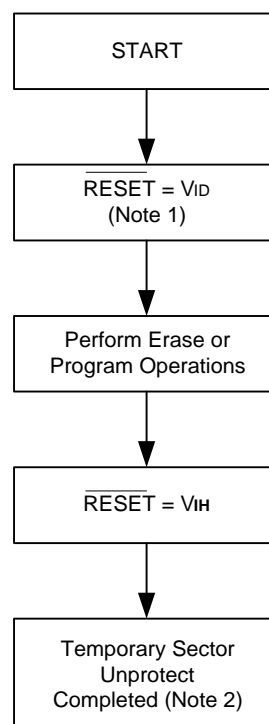 START
RESET = VID
(Note 1)
Perform Erase or
Program Operations
RESET = VIH
Temporary Sector
Unprotect
Completed (Note 2)